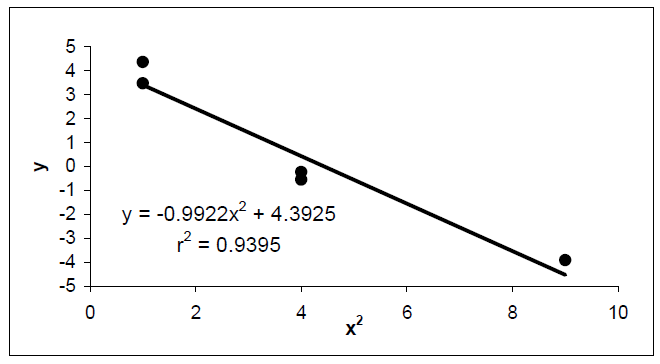 5
4
3
2
1
0
-1
-2
-3
-4
-5
y
y = -0.9922x² + 4.3925
r² = 0.9395
0 2 4 6 8 10
x²